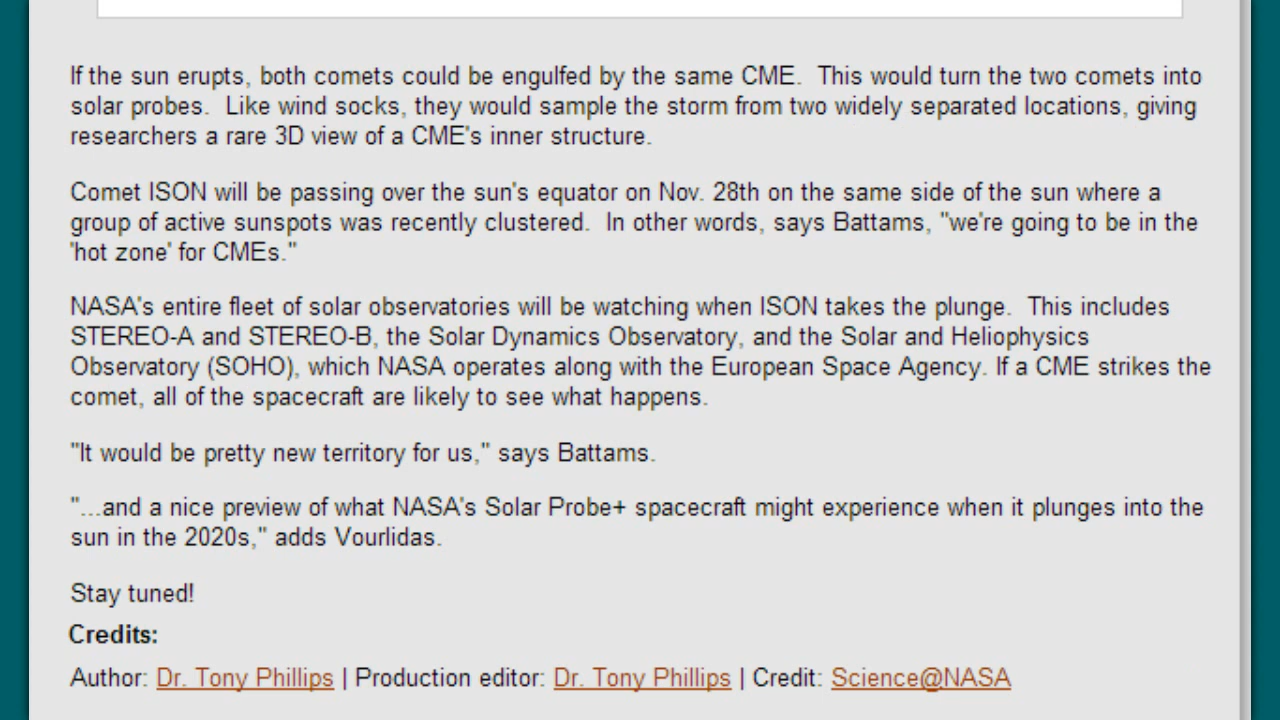 If the sun erupts, both comets could be engulfed by the same CME.  This would turn the two comets into
solar probes.  Like wind socks, they would sample the storm from two widely separated locations, giving
researchers a rare 3D view of a CME's inner structure.
Comet ISON will be passing over the sun's equator on Nov. 28th on the same side of the sun where a
group of active sunspots was recently clustered.  In other words, says Battams, "we're going to be in the
'hot zone' for CMEs."
NASA's entire fleet of solar observatories will be watching when ISON takes the plunge.  This includes
STEREO-A and STEREO-B, the Solar Dynamics Observatory, and the Solar and Heliophysics
Observatory (SOHO), which NASA operates along with the European Space Agency. If a CME strikes the
comet, all of the spacecraft are likely to see what happens.
"It would be pretty new territory for us," says Battams.
"...and a nice preview of what NASA's Solar Probe+ spacecraft might experience when it plunges into the
sun in the 2020s," adds Vourlidas.
Stay tuned!
Credits:
Author: Dr. Tony Phillips | Production editor: Dr. Tony Phillips | Credit: Science@NASA